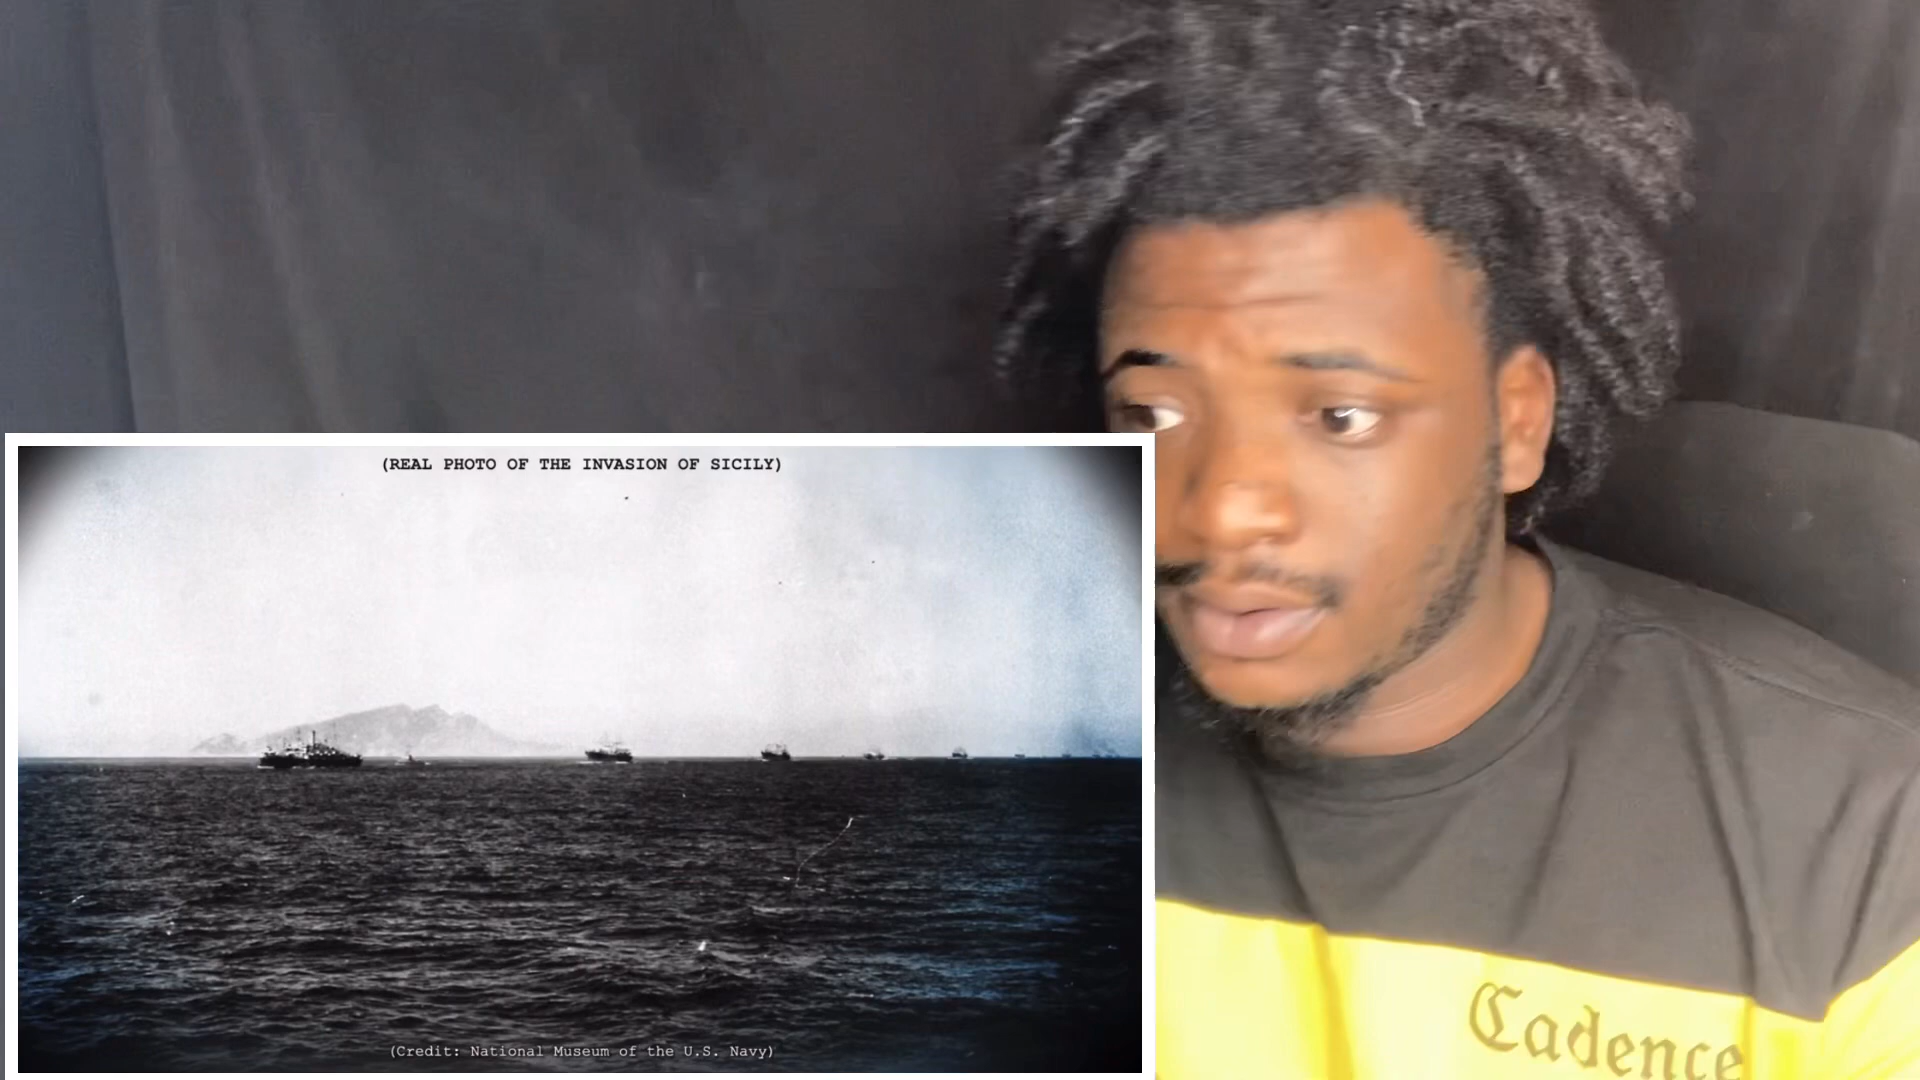 (REAL PHOTO OF THE INVASION OF SICILY)
(Credit: National Museum of the U.S. Navy)
Cadence